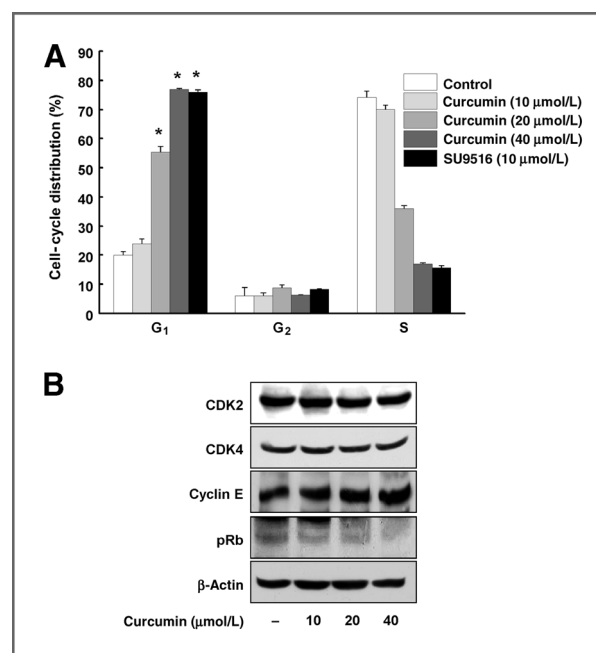 A
Cell-cycle distribution (%)
90
80
70
60
50
40
30
20
10
0
* * *
G1 G2 S
Control
Curcumin (10 µmol/L)
Curcumin (20 µmol/L)
Curcumin (40 µmol/L)
SU9516 (10 µmol/L)
B
CDK2
CDK4
Cyclin E
pRb
β-Actin
Curcumin (µmol/L) – 10 20 40